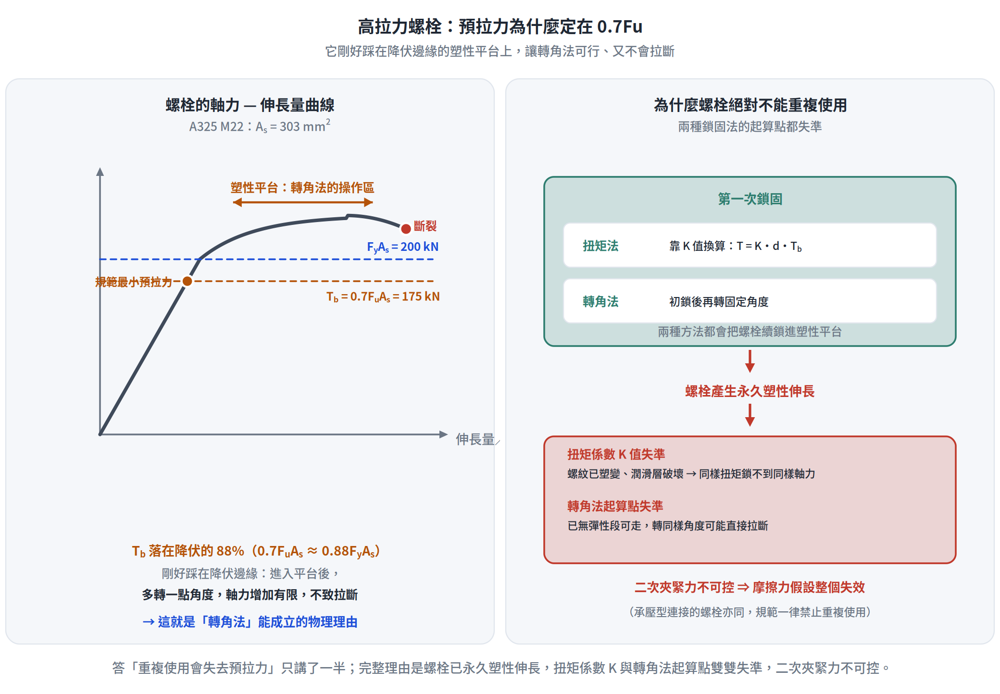 高拉力螺栓：預拉力為什麼定在 0.7Fu
它剛好踩在降伏邊緣的塑性平台上，讓轉角法可行、又不會拉斷
螺栓的軸力 — 伸長量曲線
A325 M22：Aₛ = 303 mm²
塑性平台：轉角法的操作區
斷裂
FyAₛ = 200 kN
規範最小預拉力
Tb = 0.7FuAₛ = 175 kN
伸長量
Tb 落在降伏的 88%（0.7FuAₛ ≈ 0.88FyAₛ）
剛好踩在降伏邊緣：進入平台後，
多轉一點角度，軸力增加有限，不致拉斷
→ 這就是「轉角法」能成立的物理理由
為什麼螺栓絕對不能重複使用
兩種鎖固法的起算點都失準
第一次鎖固
扭矩法 靠 K 值換算：T = K・d・Tb
轉角法 初鎖後再轉固定角度
兩種方法都會把螺栓續鎖進塑性平台
螺栓產生永久塑性伸長
扭矩係數 K 值失準
螺紋已塑變、潤滑層破壞 → 同樣扭矩鎖不到同樣軸力
轉角法起算點失準
已無彈性段可走，轉同樣角度可能直接拉斷
二次夾緊力不可控 ⇒ 摩擦力假設整個失效
（承壓型連接的螺栓亦同，規範一律禁止重複使用）
答「重複使用會失去預拉力」只講了一半；完整理由是螺栓已永久塑性伸長，扭矩係數 K 與轉角法起算點雙雙失準，二次夾緊力不可控。